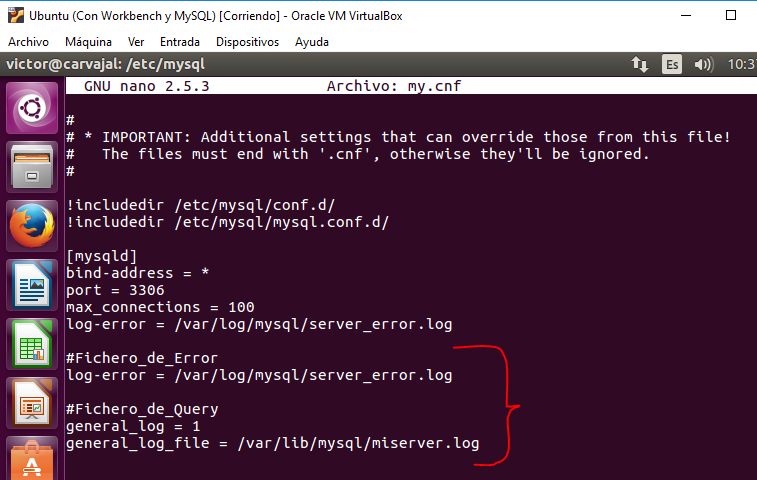 Ubuntu (Con Workbench y MySQL) [Corriendo] - Oracle VM VirtualBox
Archivo Máquina Ver Entrada Dispositivos Ayuda
victor@carvajal: /etc/mysql Es 10:37
GNU nano 2.5.3 Archivo: my.cnf
#
# * IMPORTANT: Additional settings that can override those from this file!
#   The files must end with '.cnf', otherwise they'll be ignored.
#
!includedir /etc/mysql/conf.d/
!includedir /etc/mysql/mysql.conf.d/
[mysqld]
bind-address = *
port = 3306
max_connections = 100
log-error = /var/log/mysql/server_error.log
#Fichero_de_Error
log-error = /var/log/mysql/server_error.log
#Fichero_de_Query
general_log = 1
general_log_file = /var/lib/mysql/miserver.log